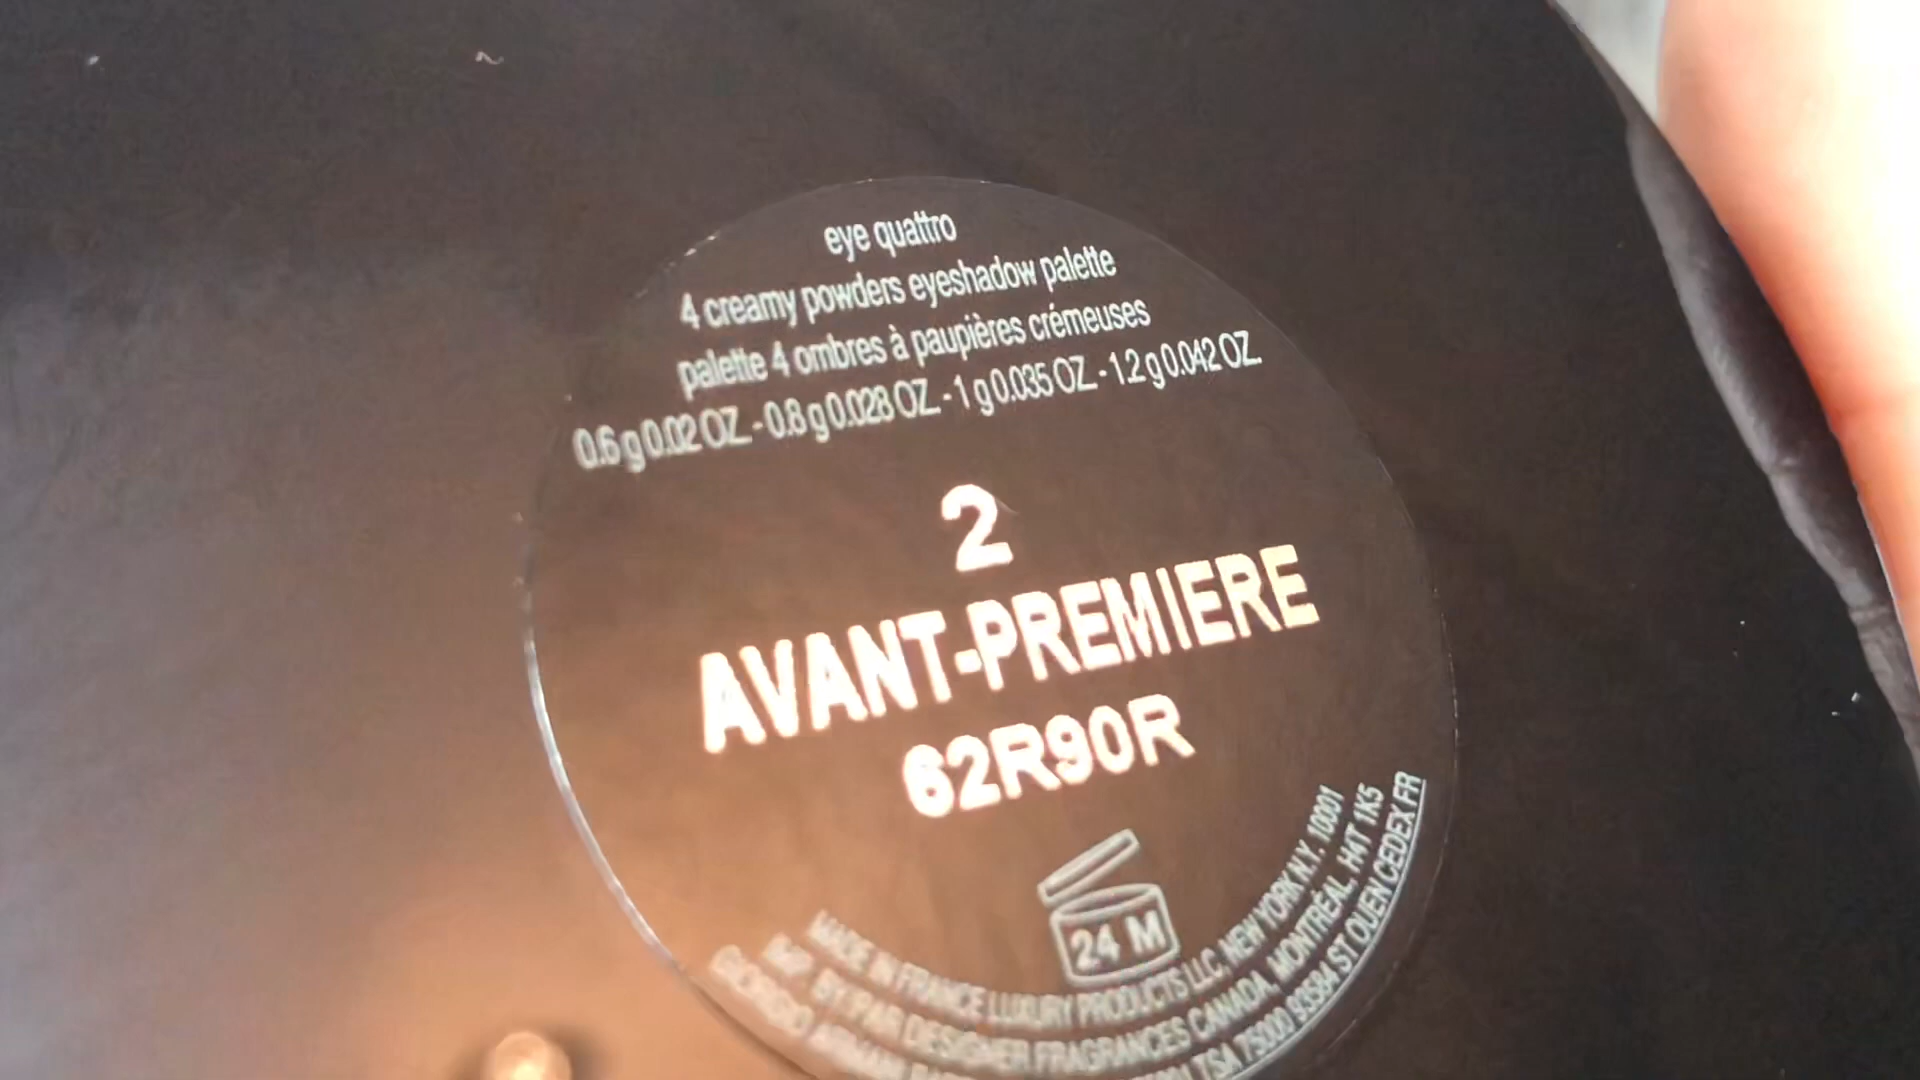 eye quattro
4 creamy powders eyeshadow palette
palette 4 ombres à paupières crémeuses
0.6 g 0.02 OZ. - 0.8 g 0.028 OZ. - 1 g 0.035 OZ. - 1.2 g 0.042 OZ.
2
AVANT-PREMIERE
62R90R
24 M
MADE IN FRANCE LUXURY PRODUCTS LLC, NEW YORK N.Y. 10001
BY/PAR DESIGNER FRAGRANCES CANADA, MONTRÉAL, H4T 1K5
GIORGIO ARMANI TSA 75000 93584 ST OUEN CEDEX FR